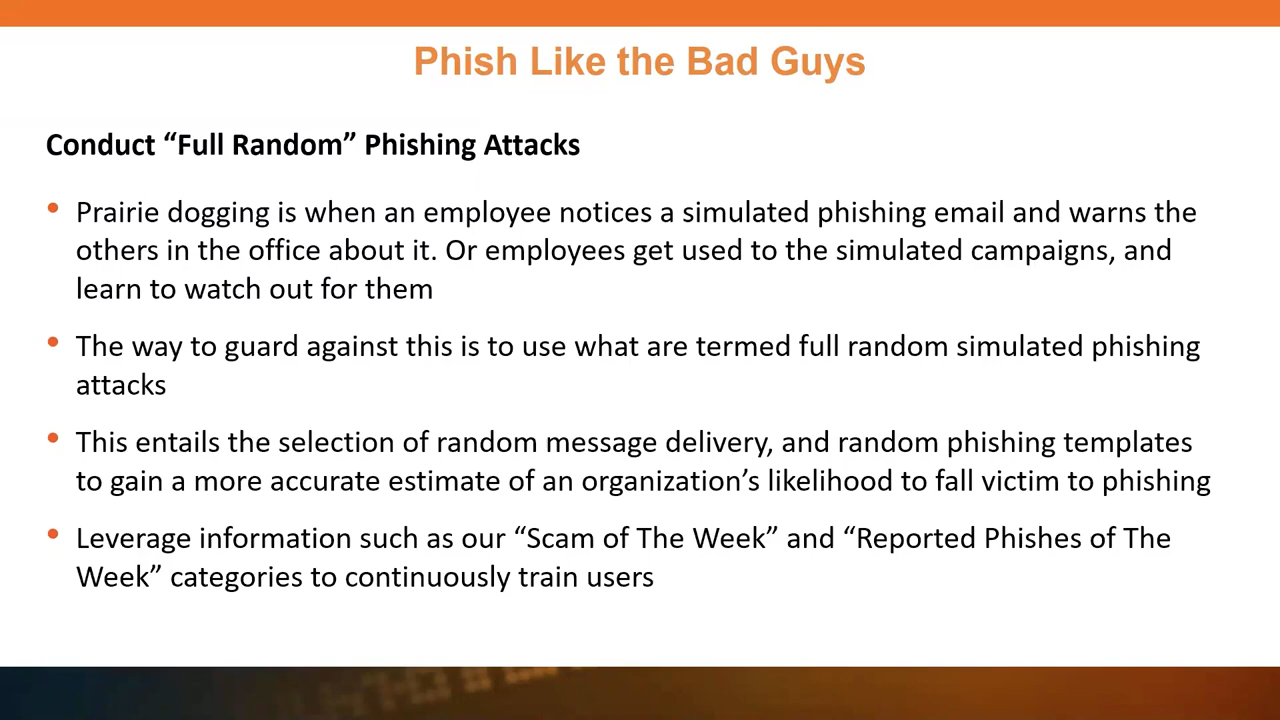 Phish Like the Bad Guys
Conduct “Full Random” Phishing Attacks
• Prairie dogging is when an employee notices a simulated phishing email and warns the
others in the office about it. Or employees get used to the simulated campaigns, and
learn to watch out for them
• The way to guard against this is to use what are termed full random simulated phishing
attacks
• This entails the selection of random message delivery, and random phishing templates
to gain a more accurate estimate of an organization’s likelihood to fall victim to phishing
• Leverage information such as our “Scam of The Week” and “Reported Phishes of The
Week” categories to continuously train users